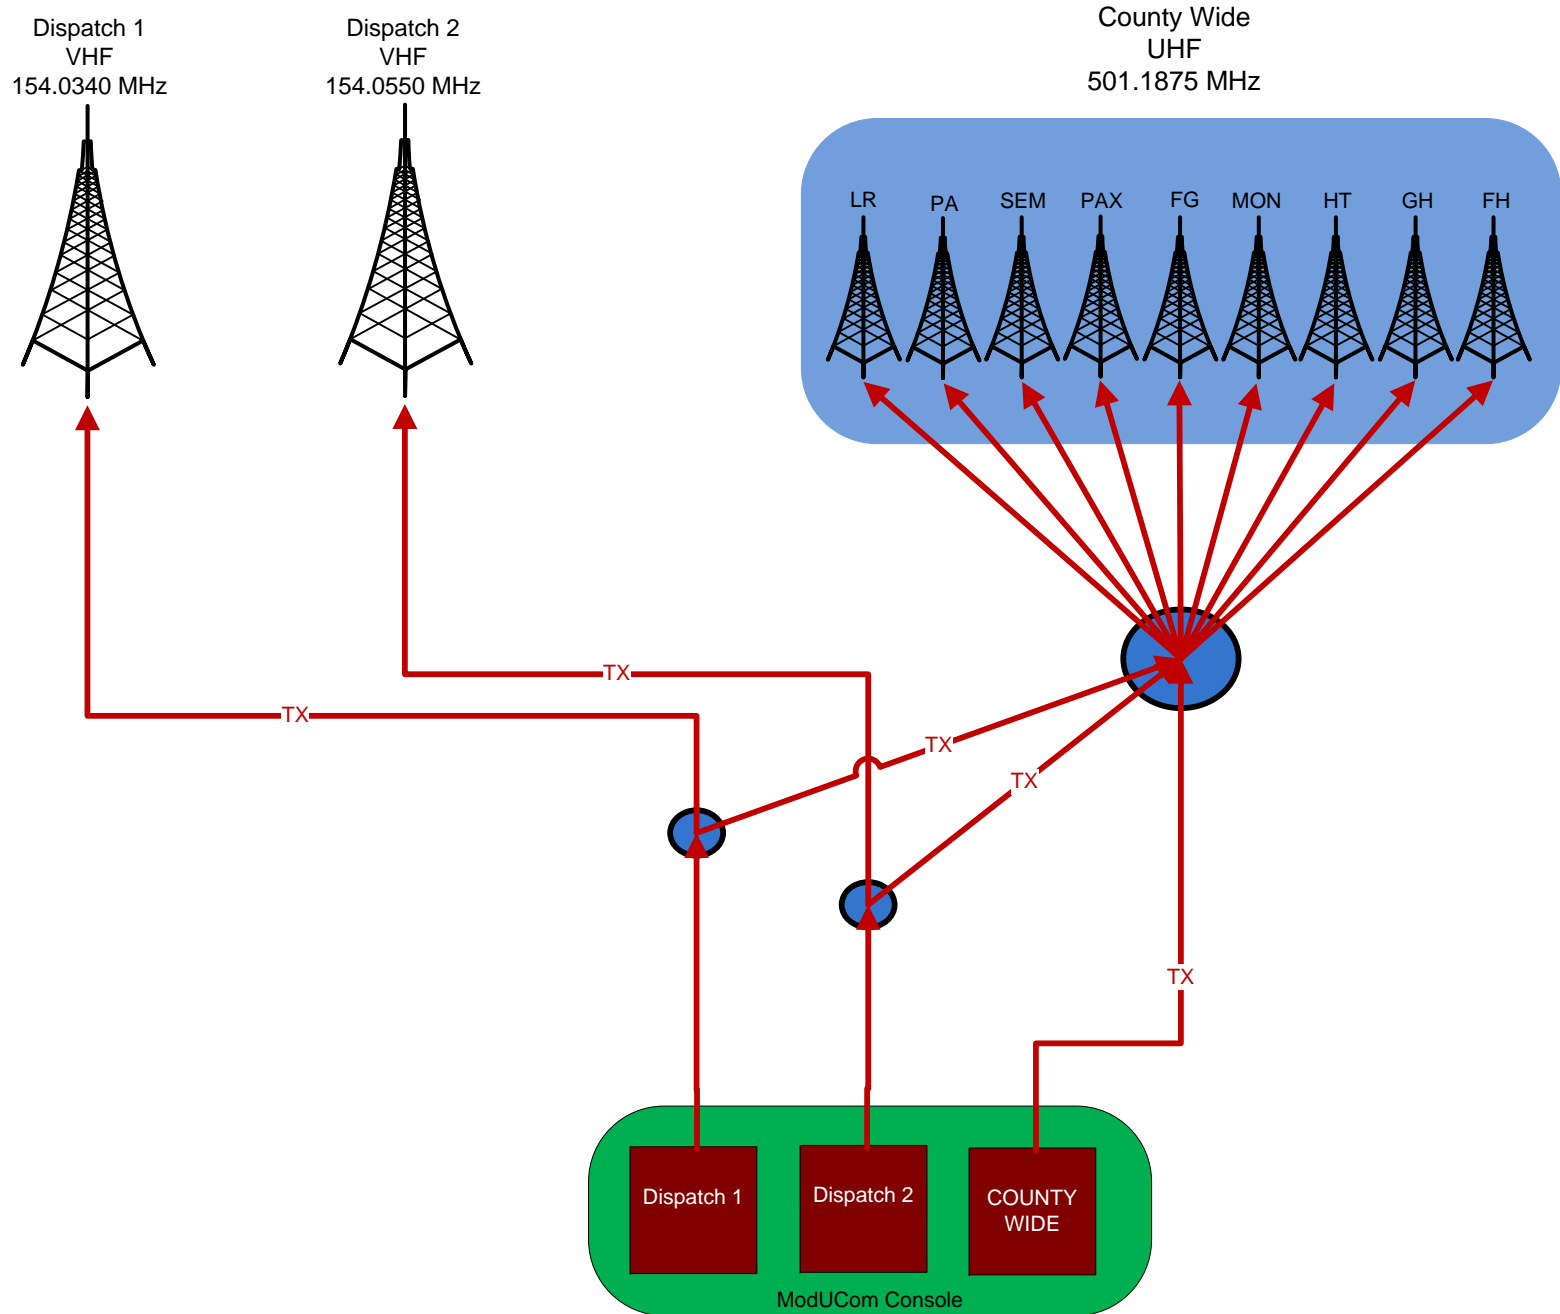 Dispatch 1
VHF
154.0340 MHz
Dispatch 2
VHF
154.0550 MHz
County Wide
UHF
501.1875 MHz
LR
PA
SEM
PAX
FG
MON
HT
GH
FH
TX
TX
TX
TX
TX
Dispatch 1
Dispatch 2
COUNTY
WIDE
ModUCom Console